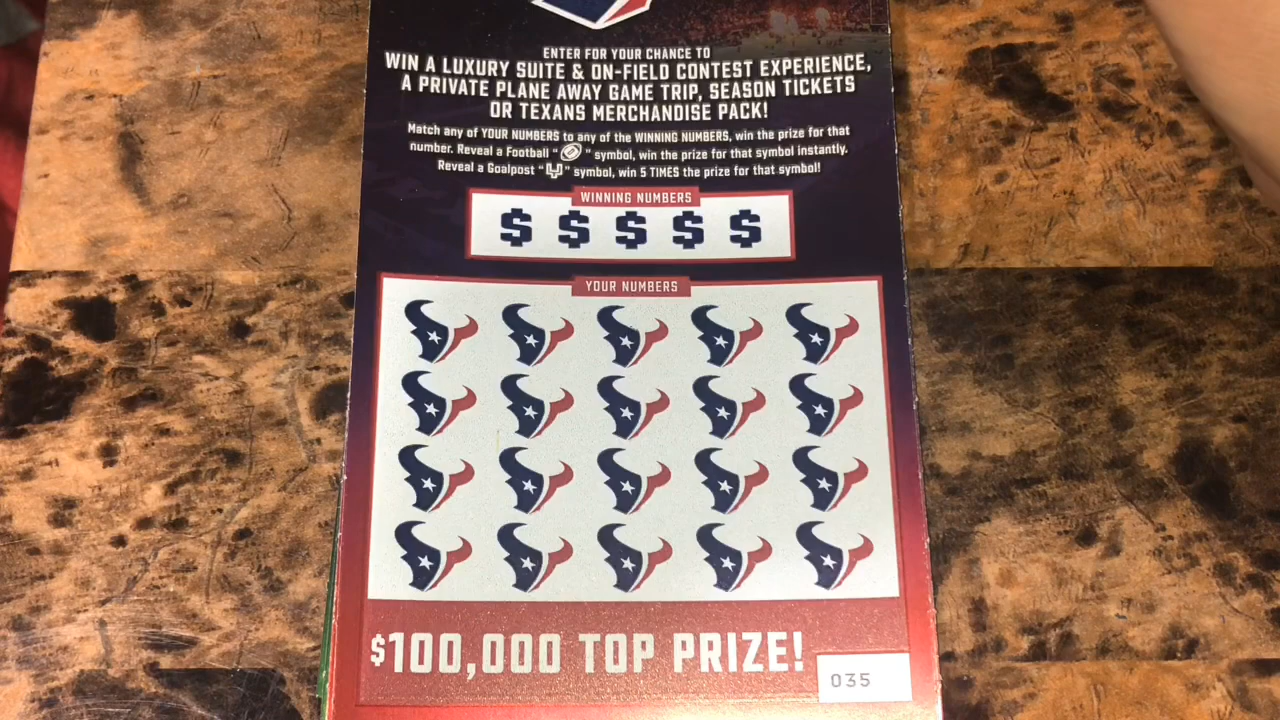 ENTER FOR YOUR CHANCE TO
WIN A LUXURY SUITE & ON-FIELD CONTEST EXPERIENCE,
A PRIVATE PLANE AWAY GAME TRIP, SEASON TICKETS
OR TEXANS MERCHANDISE PACK!
Match any of YOUR NUMBERS to any of the WINNING NUMBERS, win the prize for that
number. Reveal a Football " " symbol, win the prize for that symbol instantly.
Reveal a Goalpost " " symbol, win 5 TIMES the prize for that symbol!
WINNING NUMBERS
$ $ $ $ $
YOUR NUMBERS
$100,000 TOP PRIZE!
035